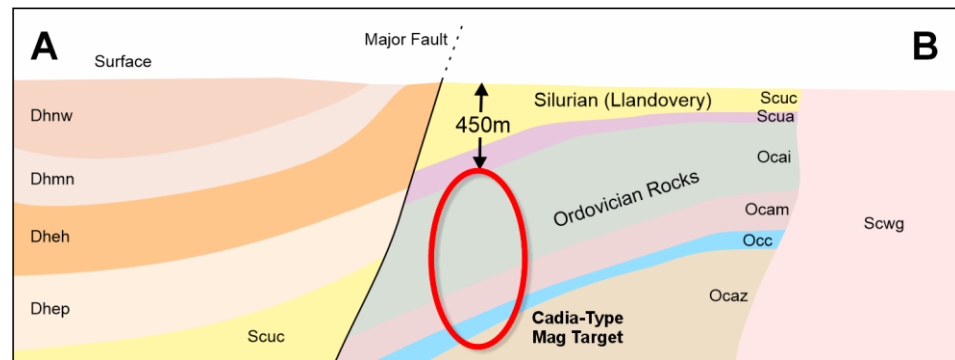 A
B
Major Fault
Surface
Silurian (Llandovery)
Scuc
Scua
Dhnw
450m
Ocai
Dhmn
Ordovician Rocks
Ocam
Scwg
Dheh
Occ
Ocaz
Dhep
Scuc
Cadia-Type
Mag Target